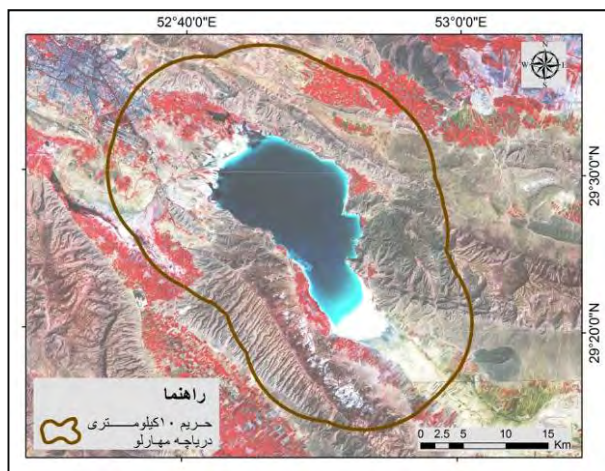 52°40'0"E
53°0'0"E
N
W
E
S
29°30'0"N
29°20'0"N
راهنما
حریم ۱۰کیلومــــتری
دریاچه مهارلو
0 2.5 5 10 15
Km